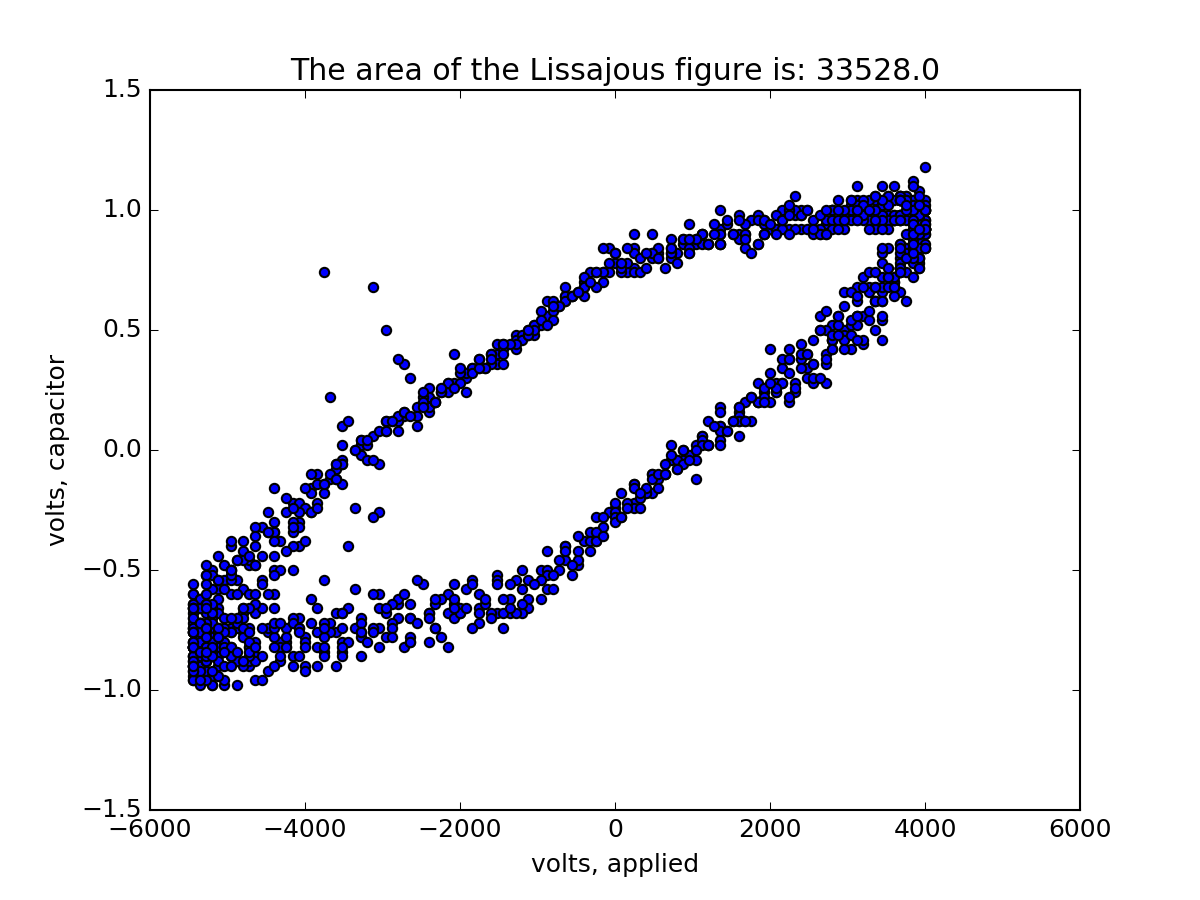 The area of the Lissajous figure is: 33528.0
1.5
1.0
0.5
0.0
−0.5
−1.0
−1.5
volts, capacitor
−6000 −4000 −2000 0 2000 4000 6000
volts, applied